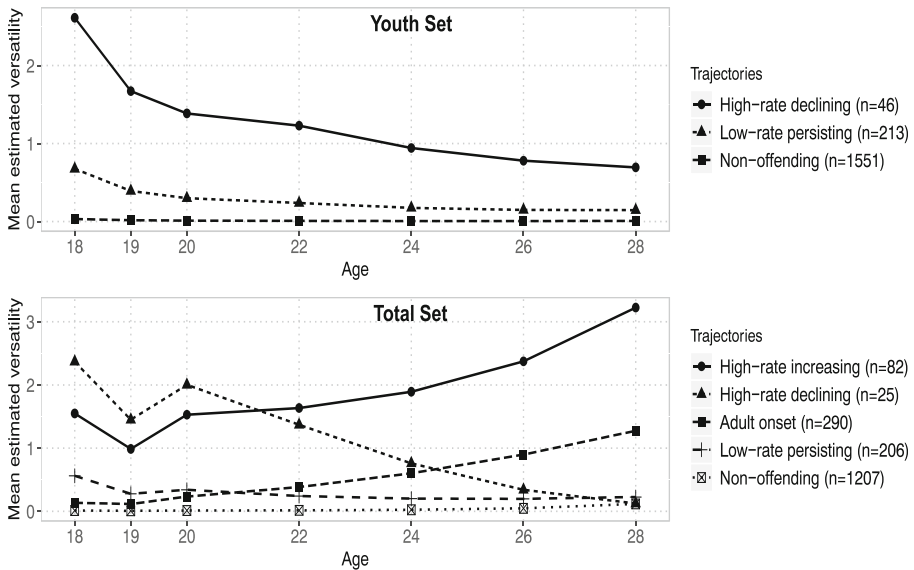 Youth Set
Mean estimated versatility
2
1
0
18 19 20 22 24 26 28
Age
Trajectories
High-rate declining (n=46)
Low-rate persisting (n=213)
Non-offending (n=1551)
Total Set
Mean estimated versatility
3
2
1
0
18 19 20 22 24 26 28
Age
Trajectories
High-rate increasing (n=82)
High-rate declining (n=25)
Adult onset (n=290)
Low-rate persisting (n=206)
Non-offending (n=1207)